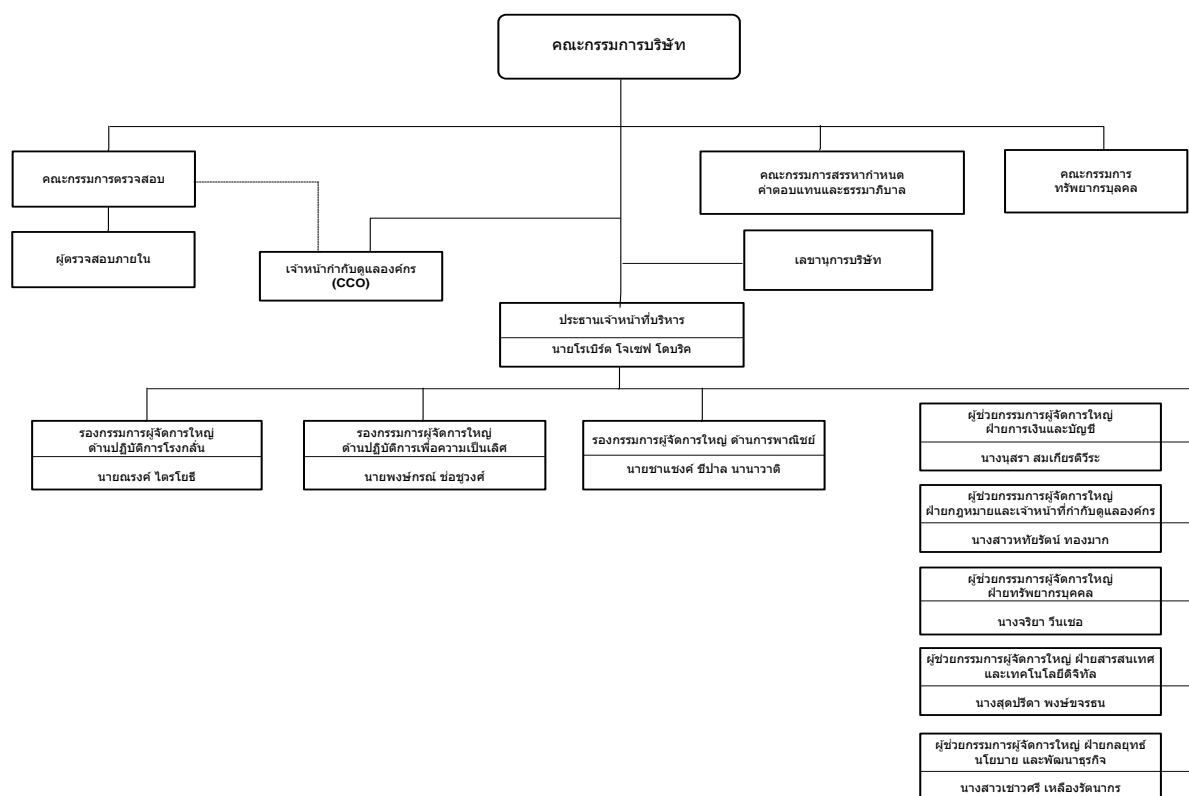 คณะกรรมการบริษัท
คณะกรรมการตรวจสอบ
คณะกรรมการสรรหากำหนด
ค่าตอบแทนและธรรมาภิบาล
คณะกรรมการ
ทรัพยากรบุลคล
ผู้ตรวจสอบภายใน
เจ้าหน้ากำกับดูแลองค์กร
(CCO)
เลขานุการบริษัท
ประธานเจ้าหน้าที่บริหาร
นายโรเบิร์ต โจเซฟ โดบริค
รองกรรมการผู้จัดการใหญ่
ด้านปฏิบัติการโรงกลั่น
นายณรงค์ ไตรโยธี
รองกรรมการผู้จัดการใหญ่
ด้านปฏิบัติการเพื่อความเป็นเลิศ
นายพงษ์กรณ์ ช่อชูวงศ์
รองกรรมการผู้จัดการใหญ่ ด้านการพาณิชย์
นายชาแชงค์ ชีปาล นานาวาติ
ผู้ช่วยกรรมการผู้จัดการใหญ่
ฝ่ายการเงินและบัญชี
นางนุสรา สมเกียรติวีระ
ผู้ช่วยกรรมการผู้จัดการใหญ่
ฝ่ายกฎหมายและเจ้าหน้าที่กำกับดูแลองค์กร
นางสาวหทัยรัตน์ ทองมาก
ผู้ช่วยกรรมการผู้จัดการใหญ่
ฝ่ายทรัพยากรบุคคล
นางจริยา วีนเซอ
ผู้ช่วยกรรมการผู้จัดการใหญ่ ฝ่ายสารสนเทศ
และเทคโนโลยีดิจิทัล
นางสุดปรีดา พงษ์ขจรธน
ผู้ช่วยกรรมการผู้จัดการใหญ่ ฝ่ายกลยุทธ์
นโยบาย และพัฒนาธุรกิจ
นางสาวเชาวศรี เหลืองรัตนากร